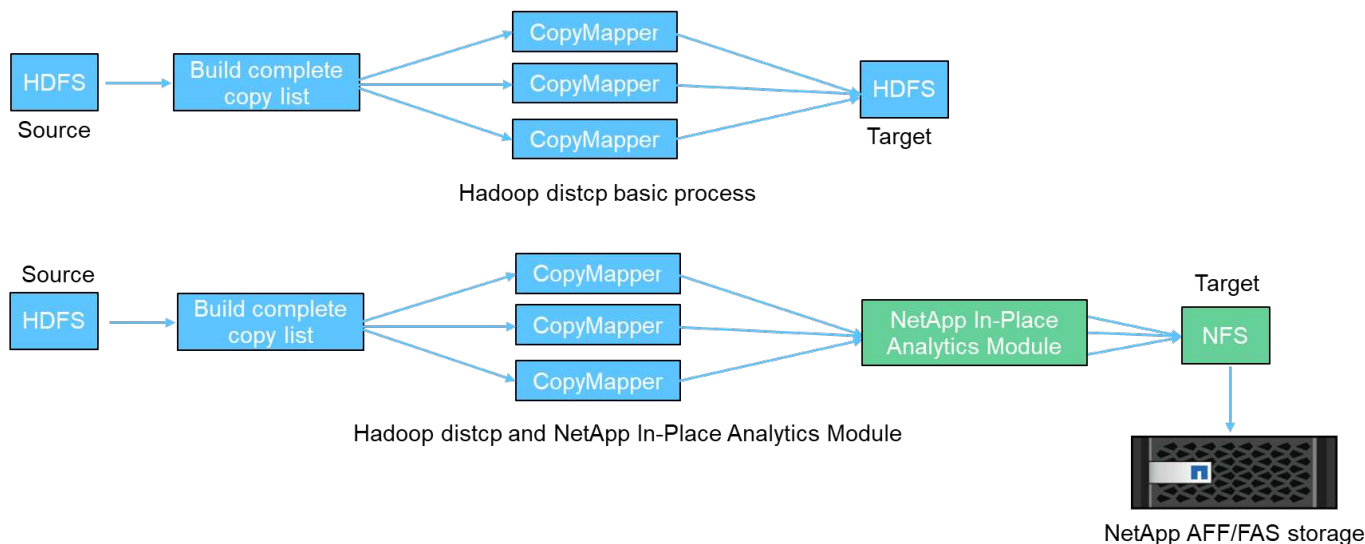 CopyMapper
HDFS
Source
Build complete
copy list
CopyMapper
CopyMapper
HDFS
Target
Hadoop distcp basic process
Source
HDFS
Build complete
copy list
CopyMapper
CopyMapper
CopyMapper
NetApp In-Place
Analytics Module
Target
NFS
Hadoop distcp and NetApp In-Place Analytics Module
NetApp AFF/FAS storage